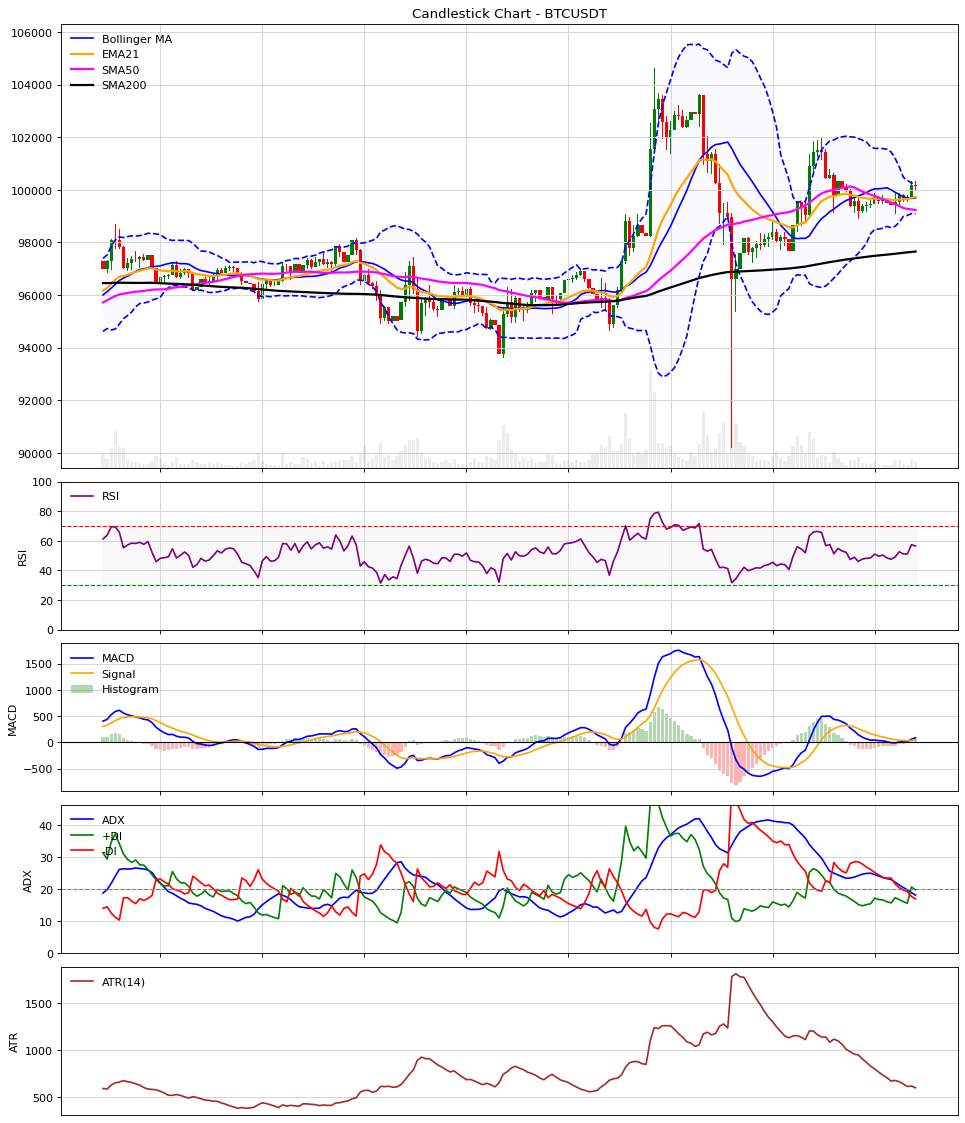 Candlestick Chart - BTCUSDT
106000
104000
102000
100000
98000
96000
94000
92000
90000
Bollinger MA
EMA21
SMA50
SMA200
100
80
60
40
20
0
RSI
RSI
1500
1000
500
0
−500
MACD
MACD
Signal
Histogram
40
30
20
10
0
ADX
ADX
+DI
-DI
1500
1000
500
ATR
ATR(14)